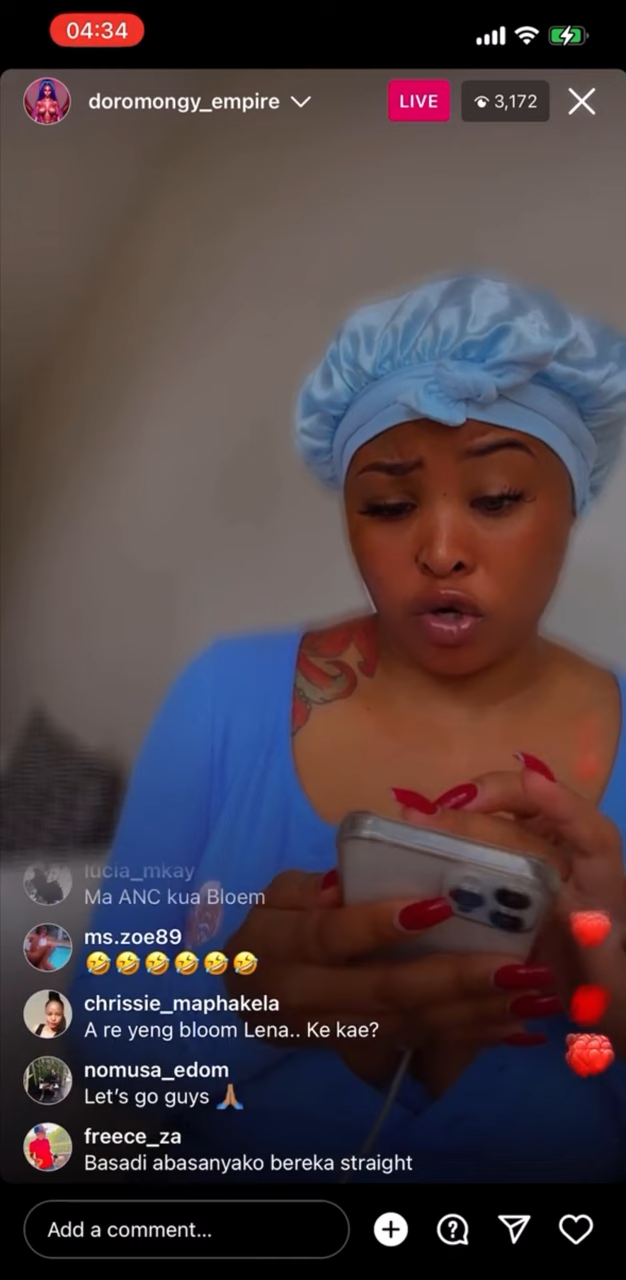 04:34
doromongy_empire
LIVE
3,172
lucia_mkay
Ma ANC kua Bloem
ms.zoe89
🤣🤣🤣🤣🤣🤣
chrissie_maphakela
A re yeng bloom Lena.. Ke kae?
nomusa_edom
Let's go guys 🙏🏽
freece_za
Basadi abasanyako bereka straight
Add a comment...